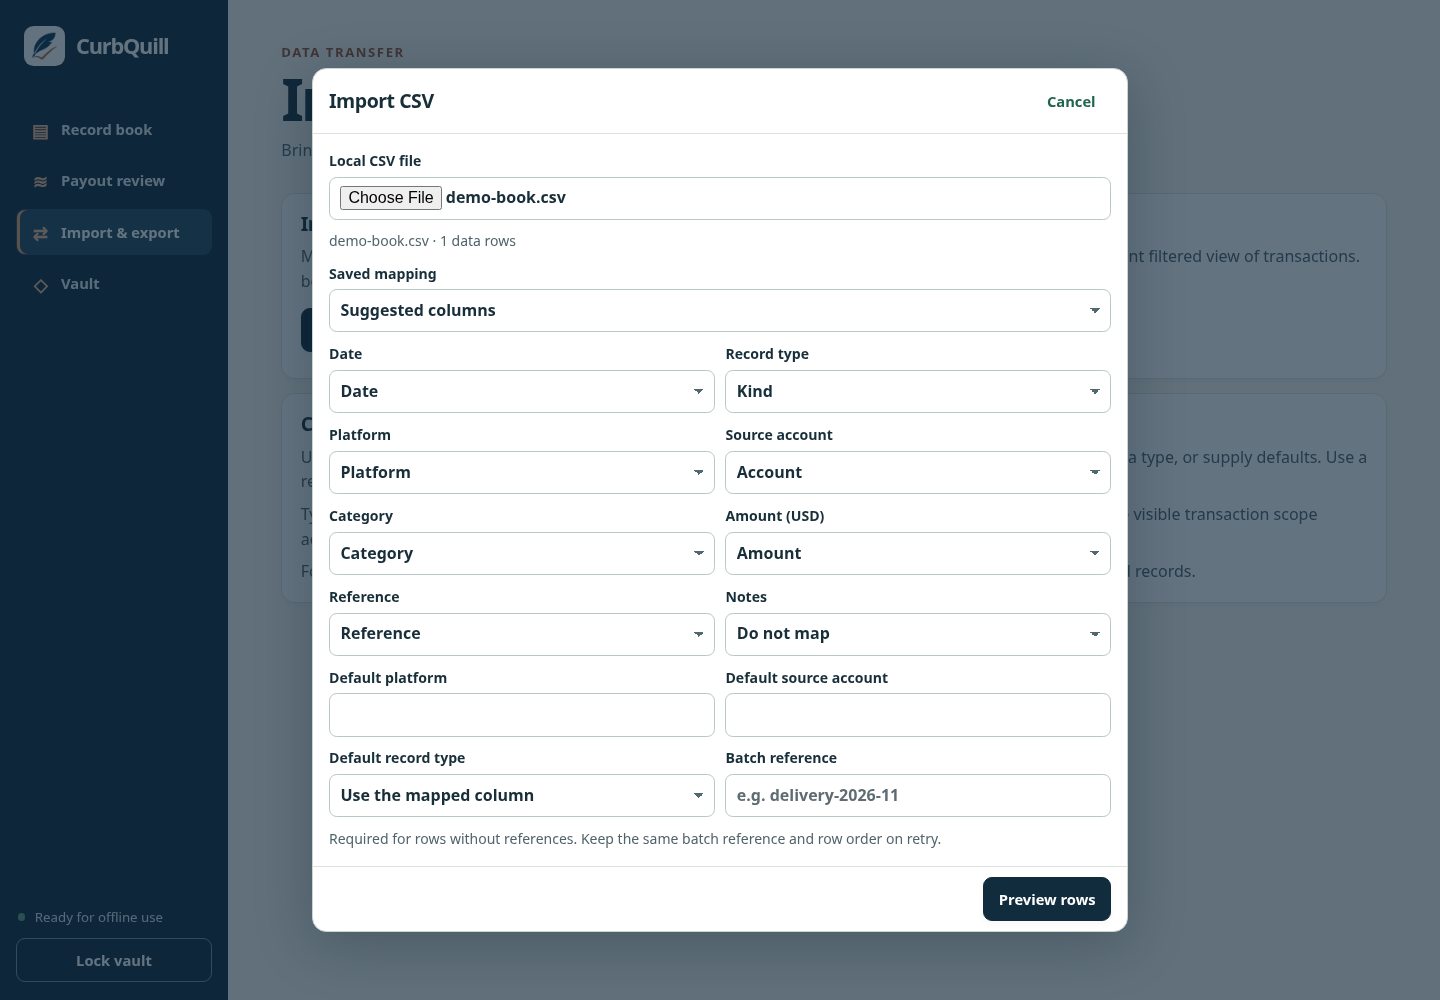 CurbQuill
Record book
Payout review
Import & export
Vault
Ready for offline use
Lock vault
DATA TRANSFER
Import CSV
Cancel
Local CSV file
Choose File demo-book.csv
demo-book.csv · 1 data rows
Saved mapping
Suggested columns
Date
Record type
Date
Kind
Platform
Source account
Platform
Account
Category
Amount (USD)
Category
Amount
Reference
Notes
Reference
Do not map
Default platform
Default source account
Default record type
Batch reference
Use the mapped column
e.g. delivery-2026-11
Required for rows without references. Keep the same batch reference and row order on retry.
Preview rows
filtered view of transactions.
a type, or supply defaults. Use a
visible transaction scope
records.